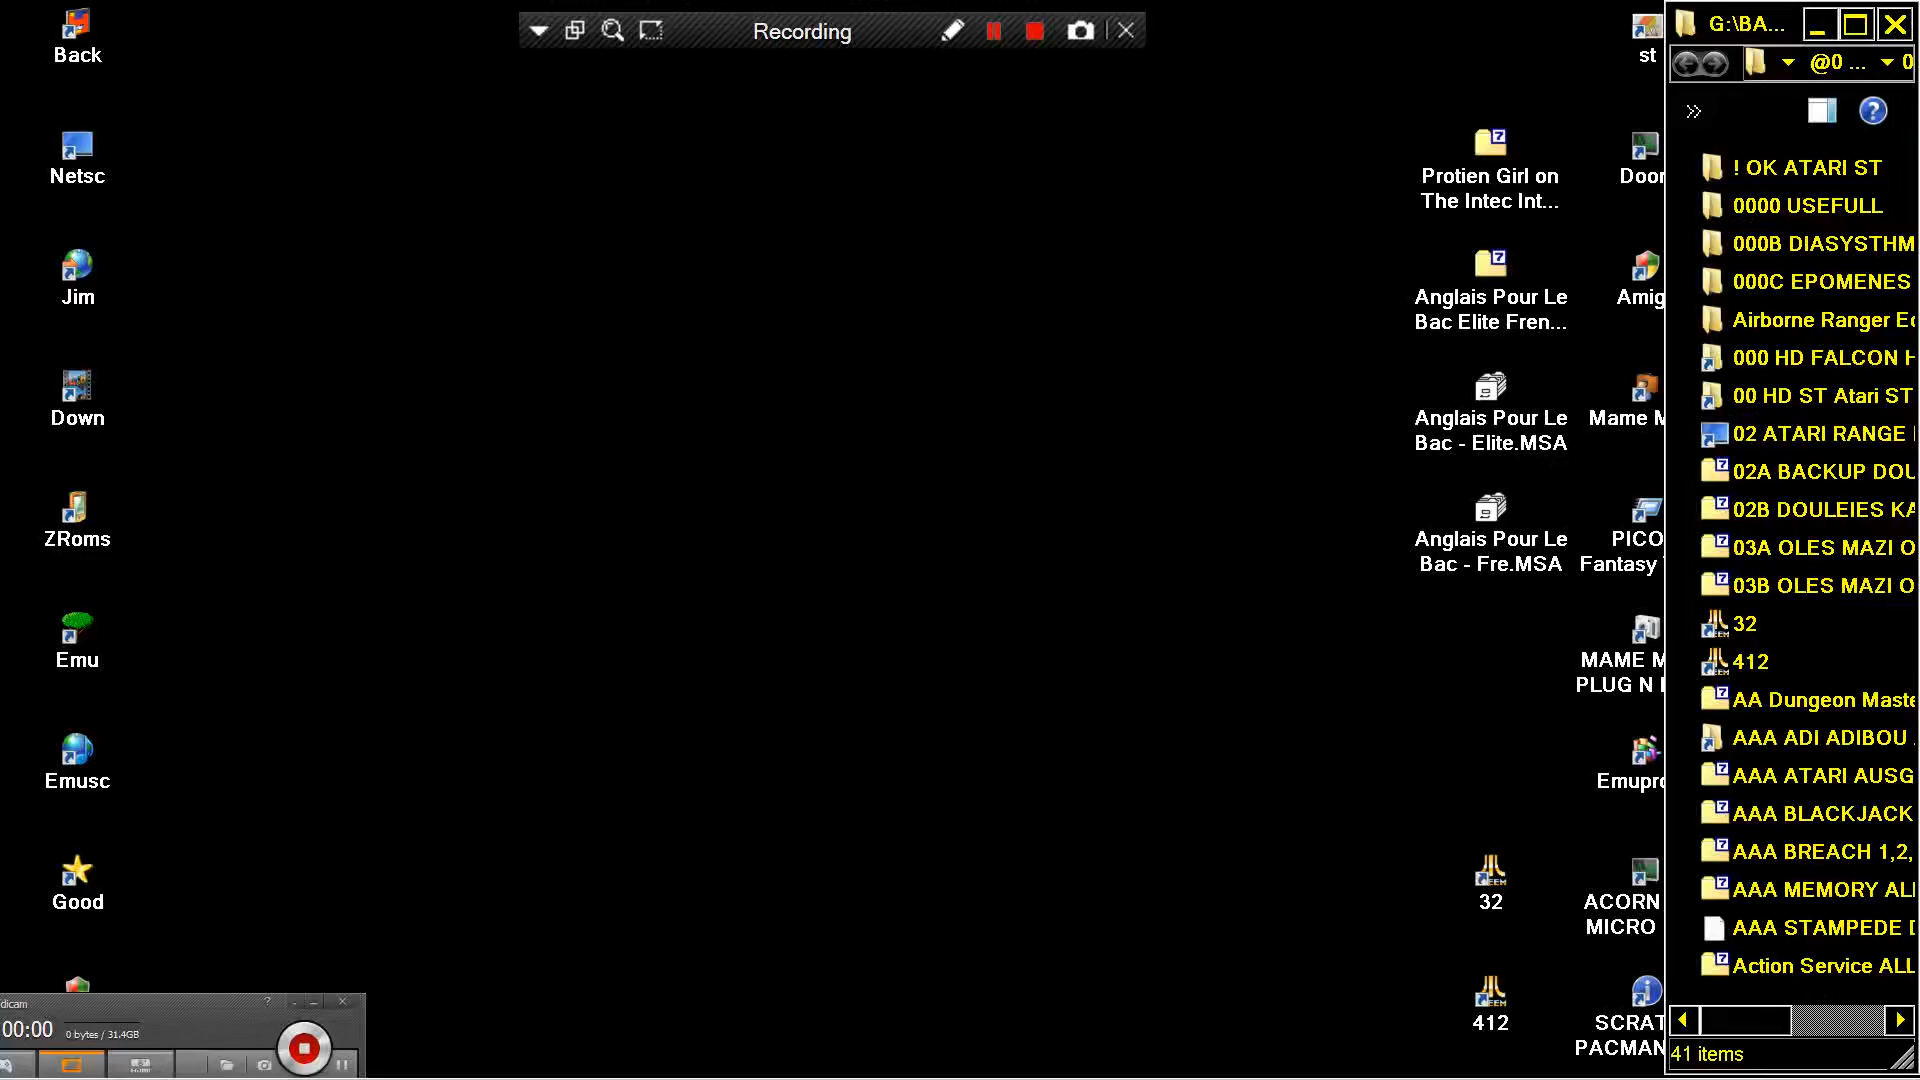 Back
Netsc
Jim
Down
ZRoms
Emu
Emusc
Good
Recording
dicam
?
00:00
0 bytes / 31.4GB
Protien Girl on
The Intec Int...
Anglais Pour Le
Bac Elite Fren...
Anglais Pour Le
Bac - Elite.MSA
Anglais Pour Le
Bac - Fre.MSA
32
412
st
Door
Amig
Mame M
PICO
Fantasy
MAME M
PLUG N
Emupro
ACORN
MICRO
SCRAT
PACMAN
G:\BA...
@0 ...
0
»
?
! OK ATARI ST
0000 USEFULL
000B DIASYSTHM
000C EPOMENES
Airborne Ranger Ec
000 HD FALCON H
00 HD ST Atari ST
02 ATARI RANGE
02A BACKUP DOU
02B DOULEIES KA
03A OLES MAZI O
03B OLES MAZI O
32
412
AA Dungeon Maste
AAA ADI ADIBOU
AAA ATARI AUSG
AAA BLACKJACK
AAA BREACH 1,2,
AAA MEMORY ALL
AAA STAMPEDE D
Action Service ALL
41 items